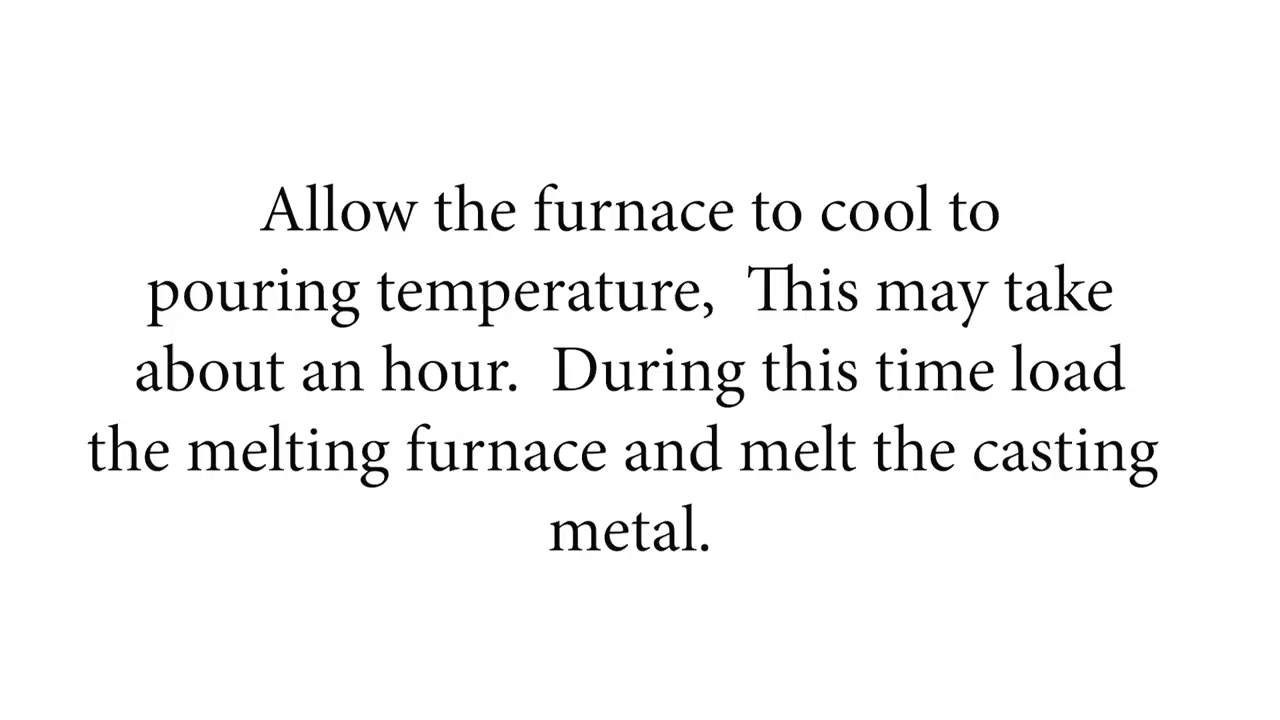 Allow the furnace to cool to
pouring temperature,  This may take
about an hour.  During this time load
the melting furnace and melt the casting
metal.